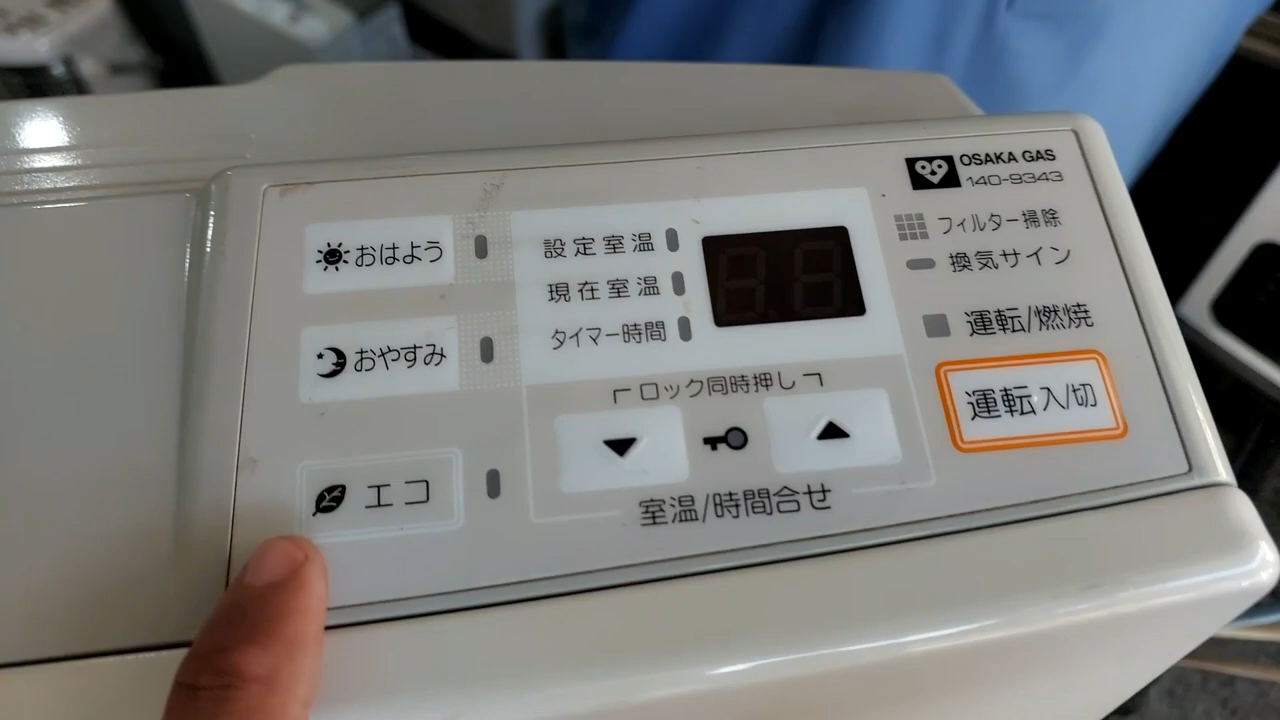 OSAKA GAS
140-9343
おはよう
おやすみ
エコ
設定室温
現在室温
タイマー時間
ロック同時押し
▼
▲
室温/時間合せ
フィルター掃除
換気サイン
運転/燃焼
運転入/切